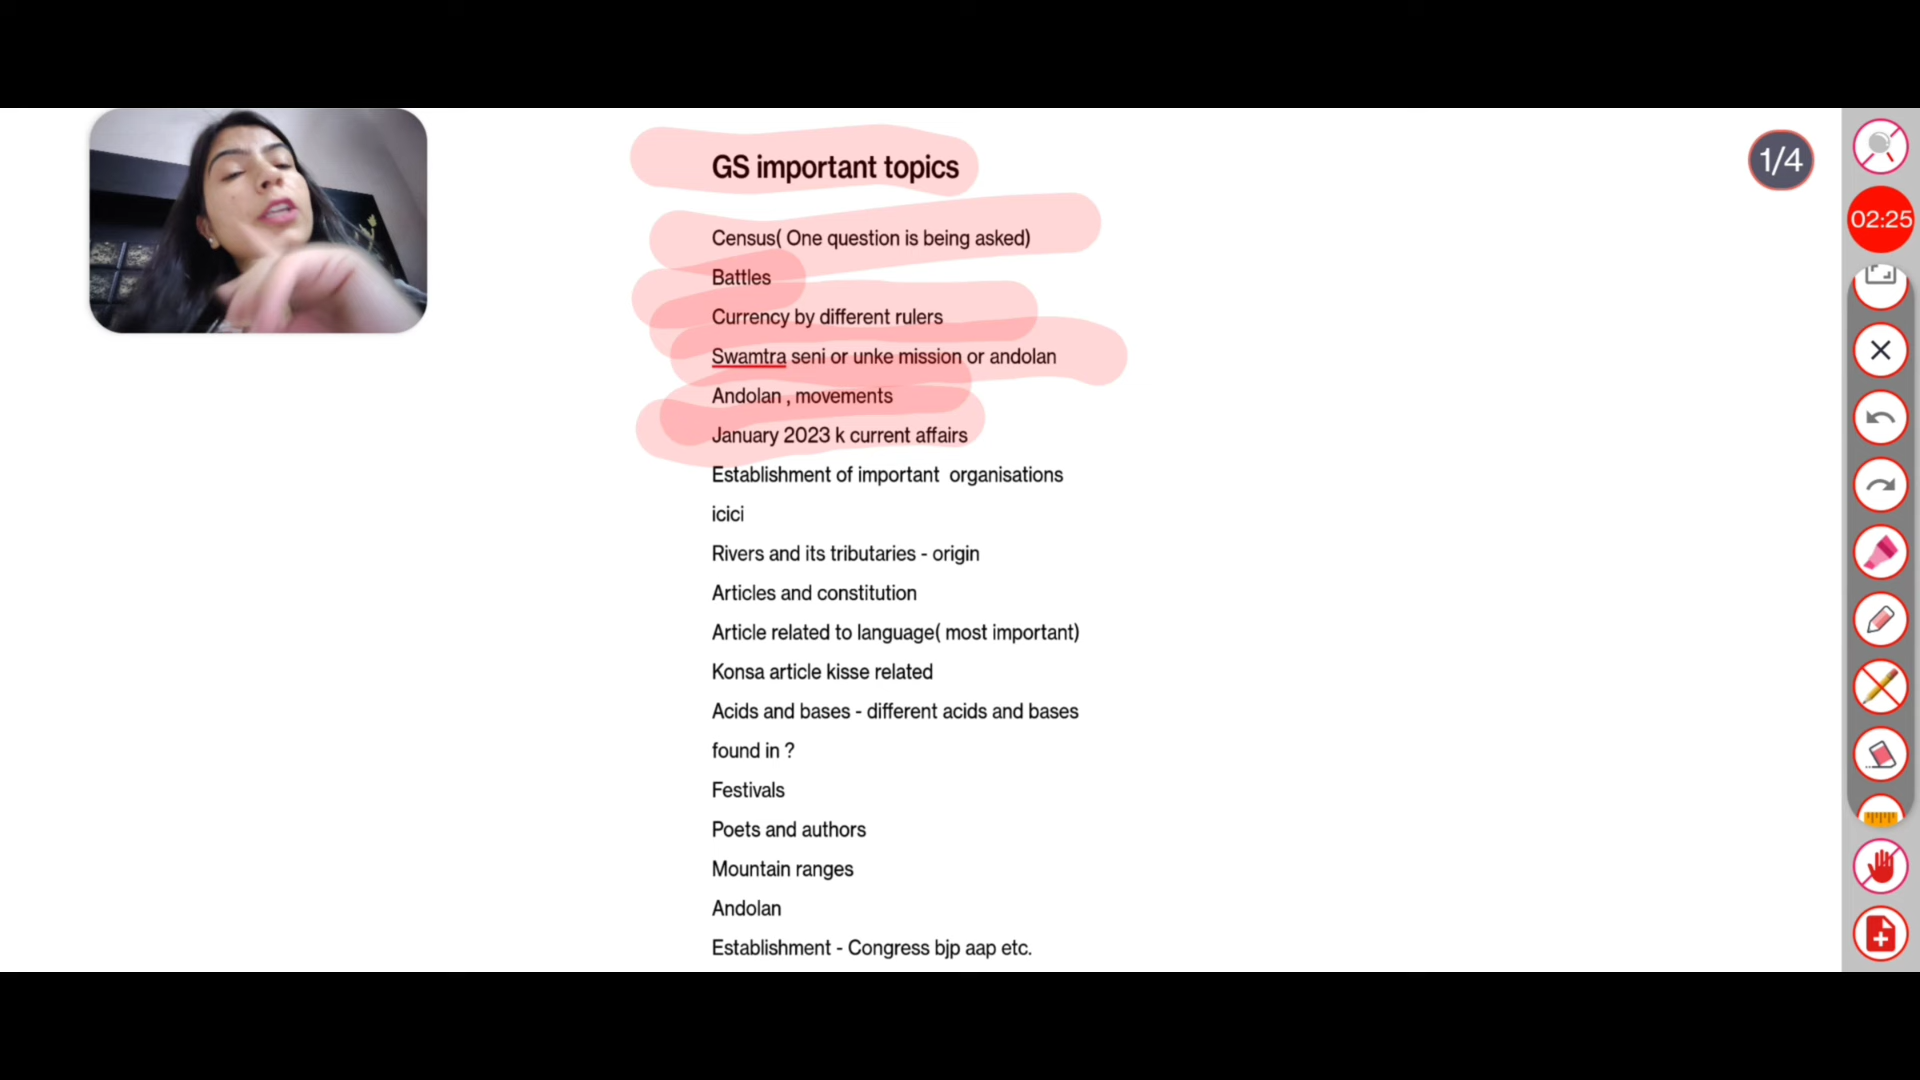 GS important topics
1/4
02:25
Census( One question is being asked)
Battles
Currency by different rulers
Swamtra seni or unke mission or andolan
Andolan , movements
January 2023 k current affairs
Establishment of important organisations
icici
Rivers and its tributaries - origin
Articles and constitution
Article related to language( most important)
Konsa article kisse related
Acids and bases - different acids and bases
found in ?
Festivals
Poets and authors
Mountain ranges
Andolan
Establishment - Congress bjp aap etc.